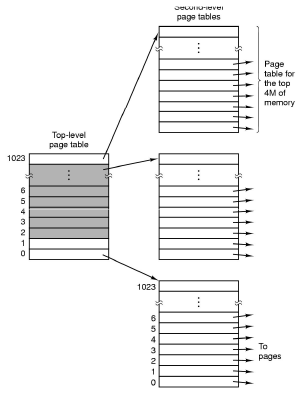 Second-level
page tables
Page
table for
the top
4M of
memory
Top-level
page table
1023
6
5
4
3
2
1
0
1023
6
5
4
3
2
1
0
To
pages